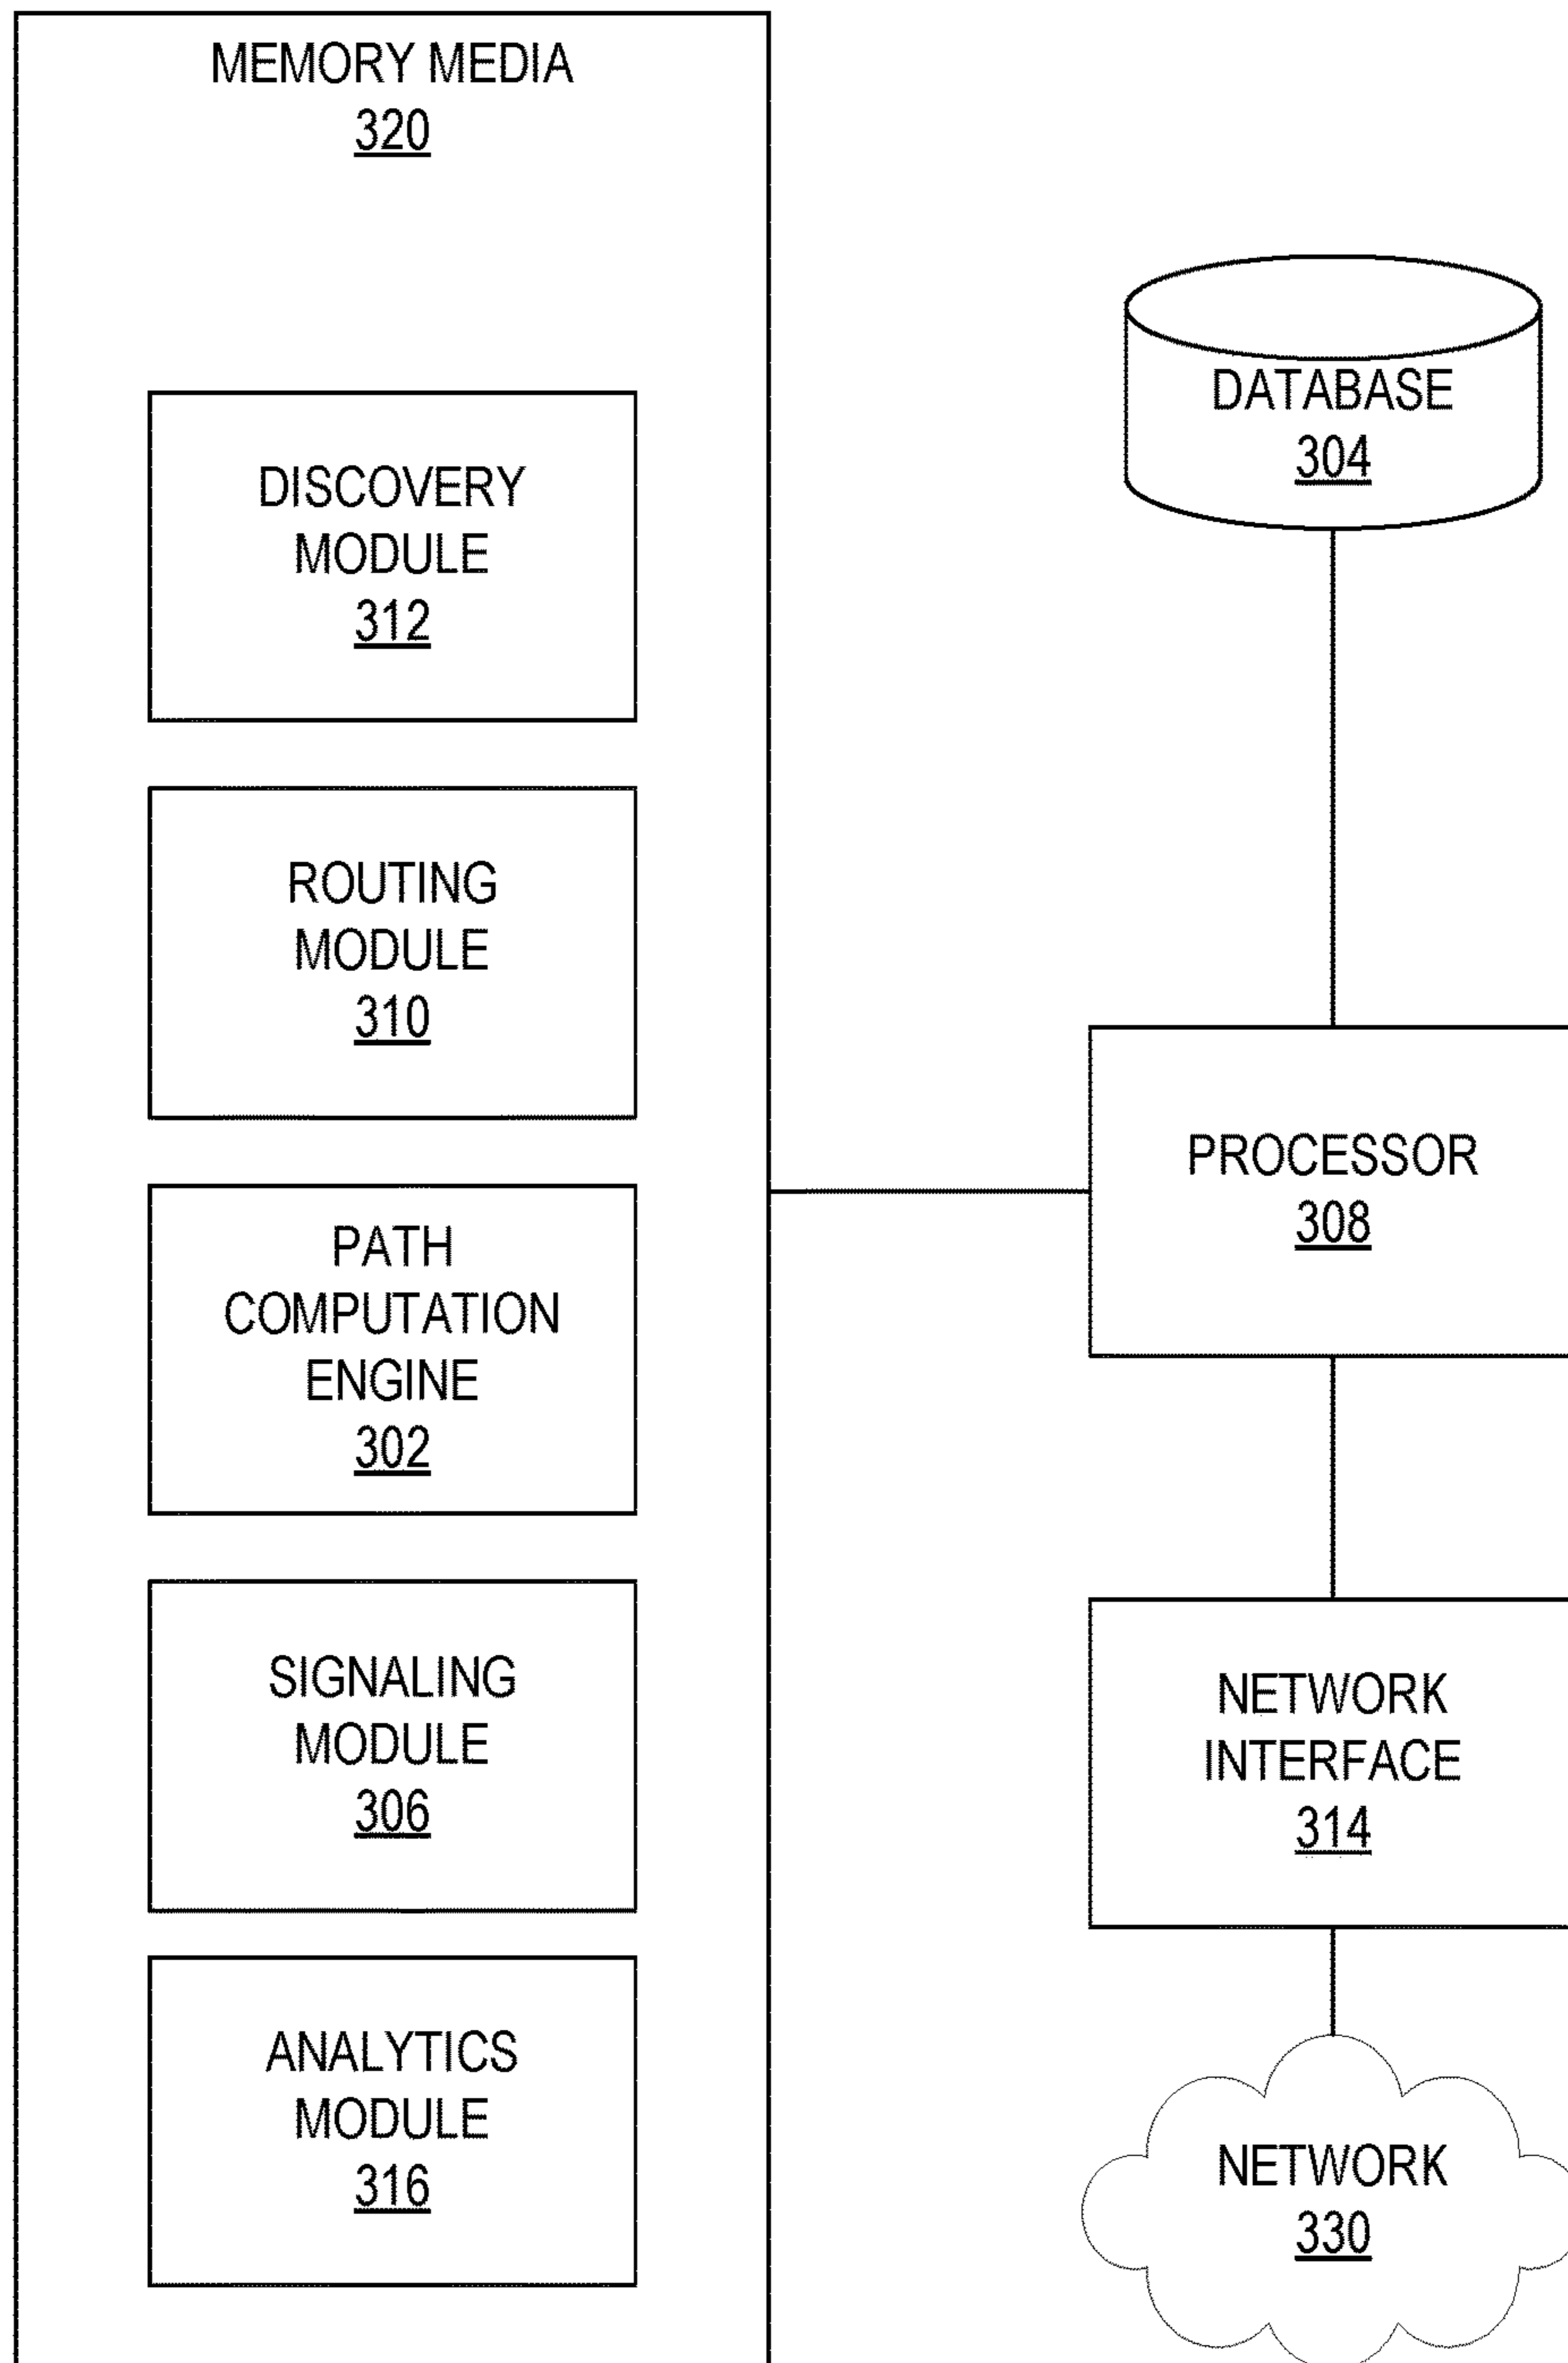 MEMORY MEDIA
320
DISCOVERY
MODULE
312
ROUTING
MODULE
310
PATH
COMPUTATION
ENGINE
302
SIGNALING
MODULE
306
ANALYTICS
MODULE
316
DATABASE
304
PROCESSOR
308
NETWORK
INTERFACE
314
NETWORK
330